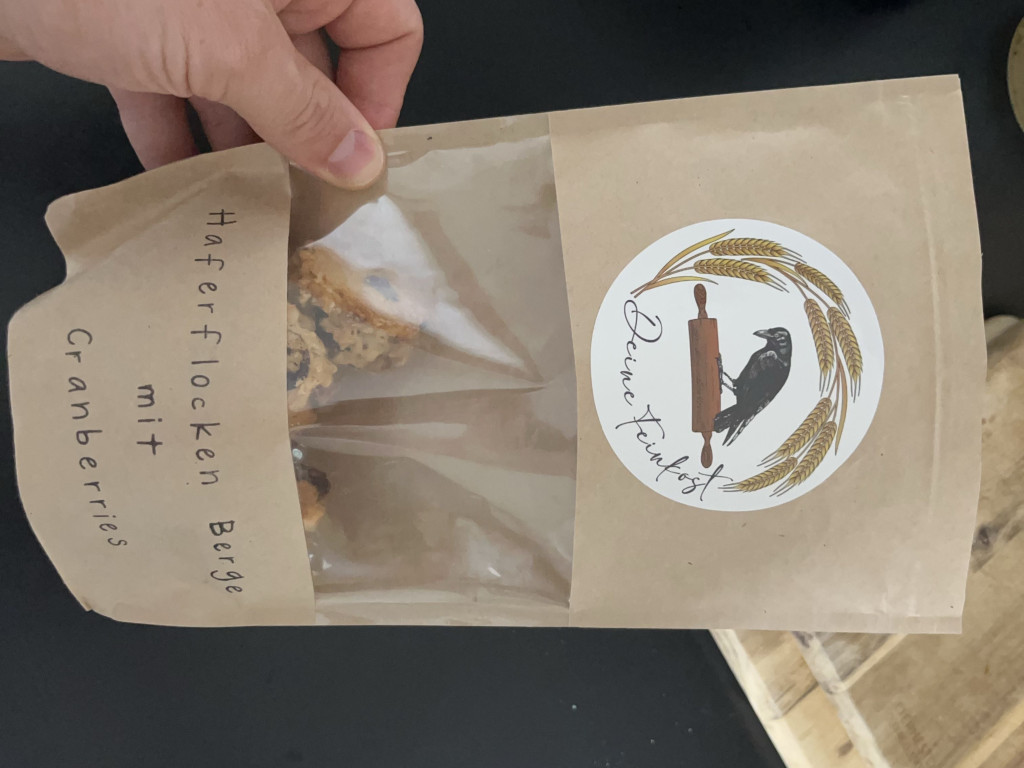 Deine Feinkost
Haferflocken Berge
mit
Cranberries